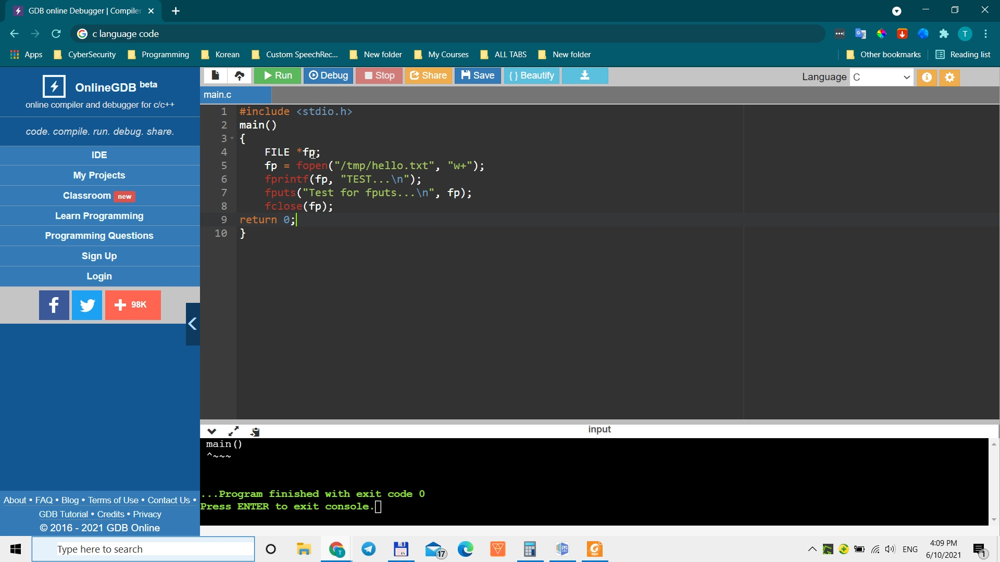 GDB online Debugger | Compiler
c language code
Apps CyberSecurity Programming Korean Custom SpeechRec... New folder My Courses ALL TABS New folder Other bookmarks Reading list
T
OnlineGDB beta
online compiler and debugger for c/c++
code. compile. run. debug. share.
IDE
My Projects
Classroom new
Learn Programming
Programming Questions
Sign Up
Login
f + 98K
About • FAQ • Blog • Terms of Use • Contact Us •
GDB Tutorial • Credits • Privacy
© 2016 - 2021 GDB Online
Run Debug Stop Share Save { } Beautify
Language C
main.c
1 #include <stdio.h>
2 main()
3 {
4     FILE *fp;
5     fp = fopen("/tmp/hello.txt", "w+");
6     fprintf(fp, "TEST...\n");
7     fputs("Test for fputs...\n", fp);
8     fclose(fp);
9 return 0;
10 }
input
main()
^~~~
...Program finished with exit code 0
Press ENTER to exit console.
Type here to search
17
ENG
4:09 PM
6/10/2021
1